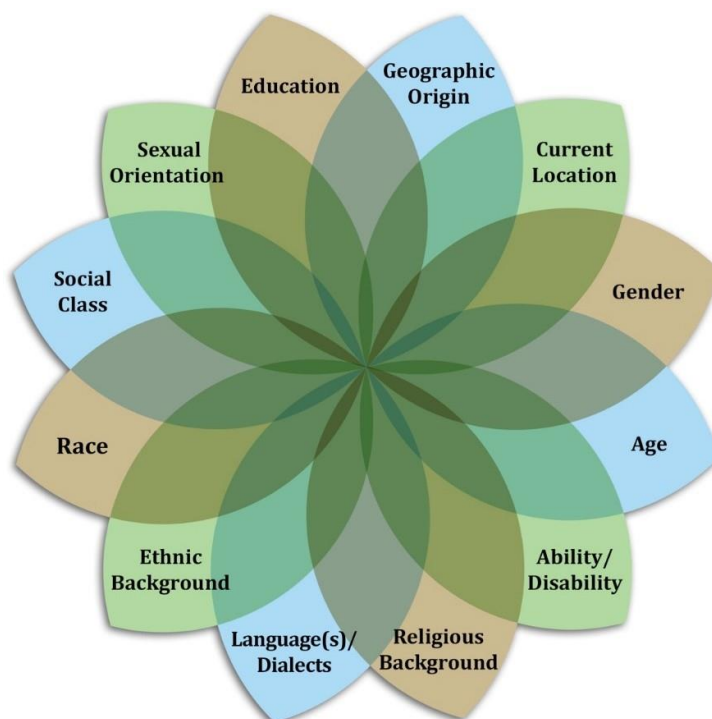 Education
Geographic
Origin
Current
Location
Gender
Age
Ability/
Disability
Religious
Background
Language(s)/
Dialects
Ethnic
Background
Race
Social
Class
Sexual
Orientation